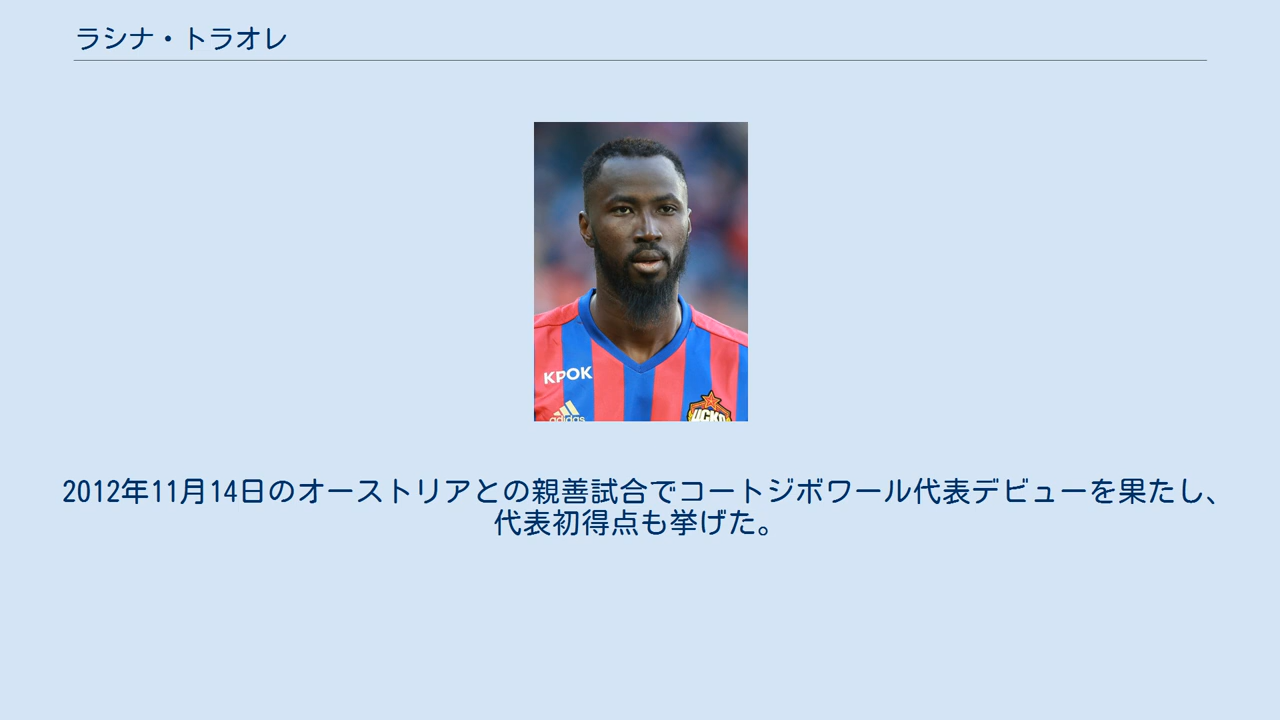 ラシナ・トラオレ
КРОК
adidas
ЦСКА
2012年11月14日のオーストリアとの親善試合でコートジボワール代表デビューを果たし、
代表初得点も挙げた。